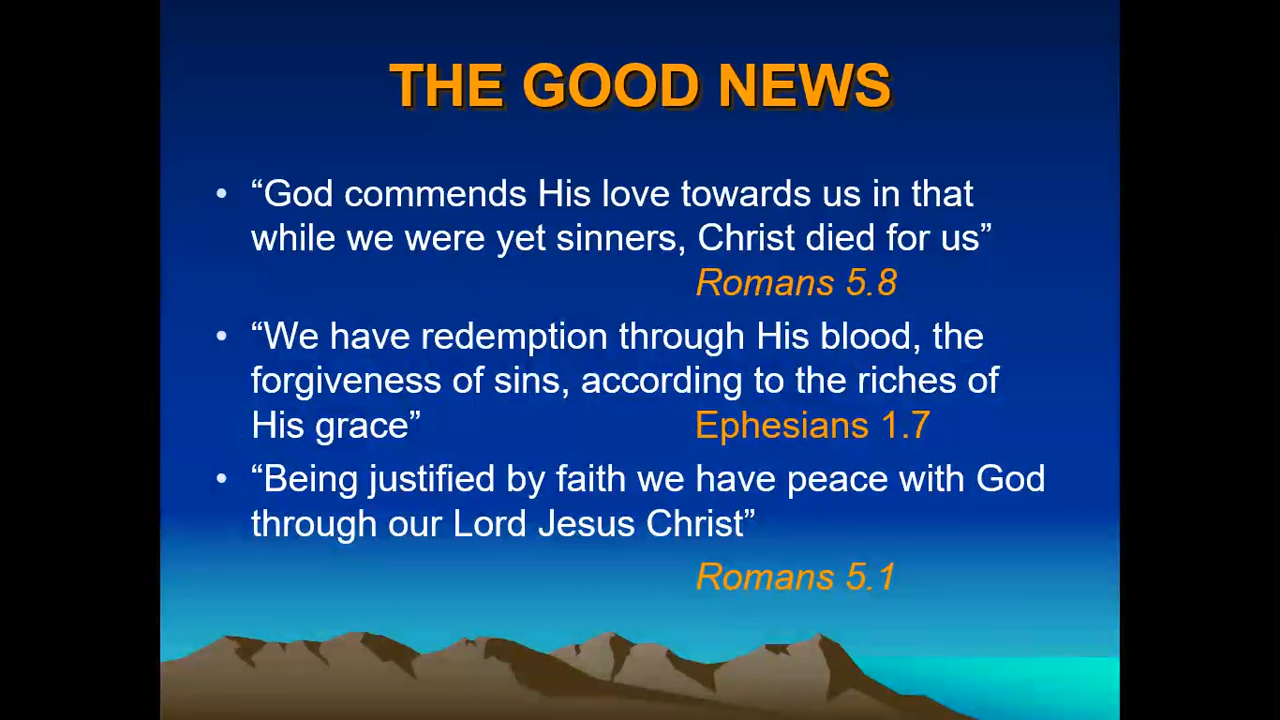 THE GOOD NEWS
• “God commends His love towards us in that
while we were yet sinners, Christ died for us”
Romans 5.8
• “We have redemption through His blood, the
forgiveness of sins, according to the riches of
His grace” Ephesians 1.7
• “Being justified by faith we have peace with God
through our Lord Jesus Christ”
Romans 5.1